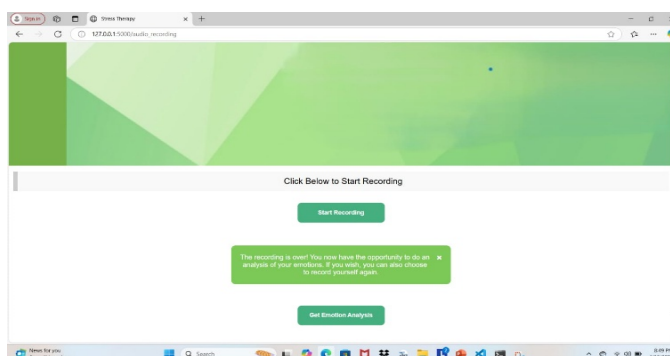 Sign in
Stress Therapy
127.0.0.1:5000/audio_recording
Click Below to Start Recording
Start Recording
The recording is over! You now have the opportunity to do an
analysis of your emotions. If you wish, you can also choose
to record yourself again.
Get Emotion Analysis
News for you
Search